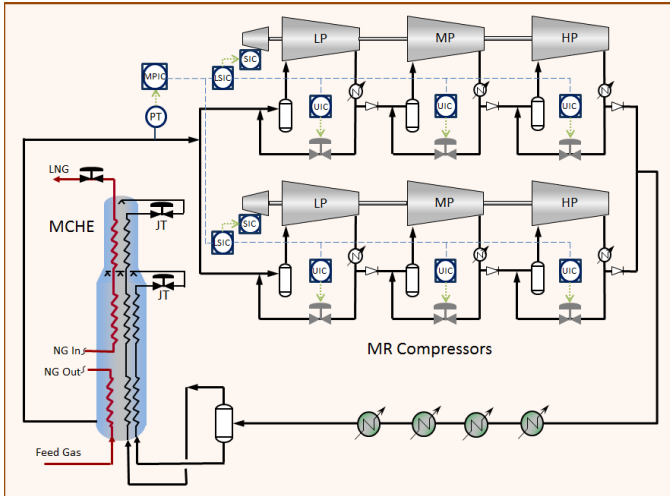 LP
MP
HP
SIC
MPIC
LSIC
UIC
UIC
UIC
PT
LNG
MCHE
JT
LP
MP
HP
SIC
LSIC
UIC
UIC
UIC
JT
NG In
MR Compressors
NG Out
Feed Gas